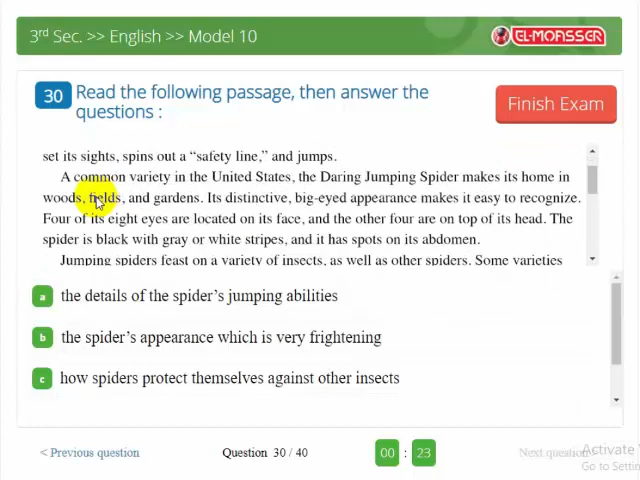 3rd Sec. >> English >> Model 10
EL-MOASSER
30 Read the following passage, then answer the
questions :
Finish Exam
set its sights, spins out a “safety line,” and jumps.
A common variety in the United States, the Daring Jumping Spider makes its home in
woods, fields, and gardens. Its distinctive, big-eyed appearance makes it easy to recognize.
Four of its eight eyes are located on its face, and the other four are on top of its head. The
spider is black with gray or white stripes, and it has spots on its abdomen.
Jumping spiders feast on a variety of insects, as well as other spiders. Some varieties
a the details of the spider’s jumping abilities
b the spider’s appearance which is very frightening
c how spiders protect themselves against other insects
< Previous question
Question 30 / 40
00 : 23
Next question >
Activate
Go to Settin